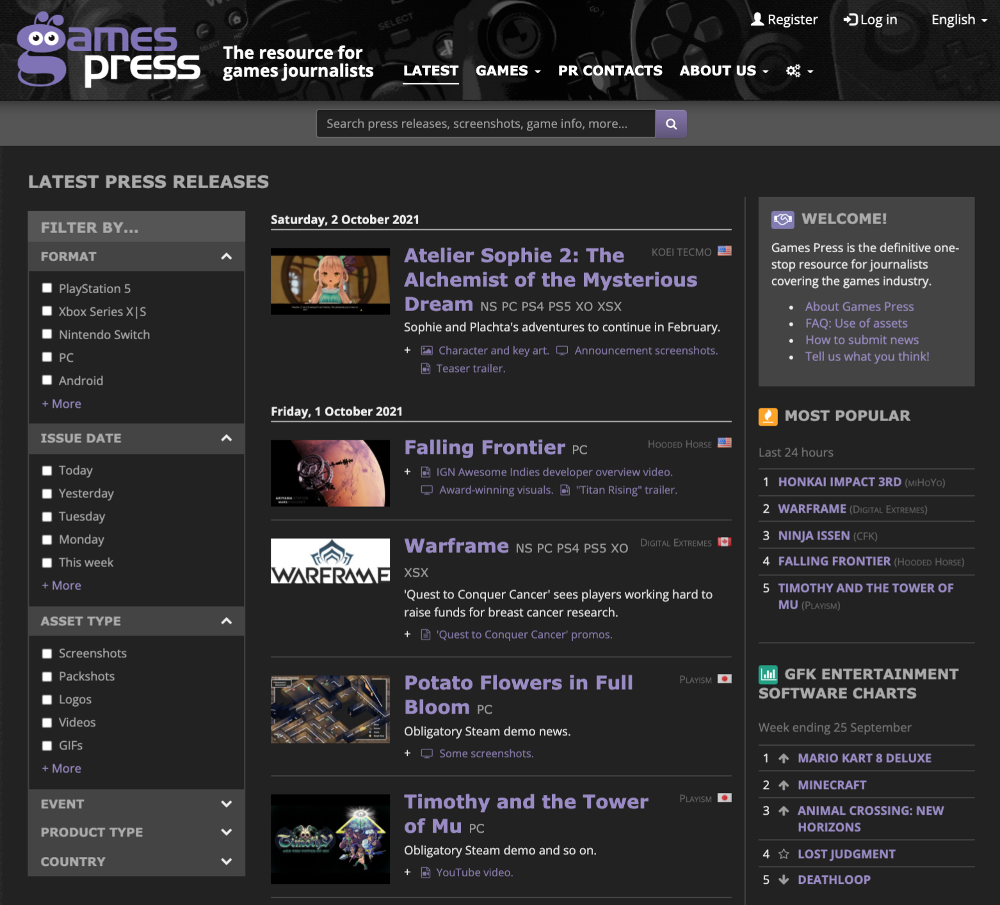 games press
The resource for
games journalists
Register
Log in
English
LATEST
GAMES
PR CONTACTS
ABOUT US
Search press releases, screenshots, game info, more...
LATEST PRESS RELEASES
FILTER BY...
FORMAT
PlayStation 5
Xbox Series X|S
Nintendo Switch
PC
Android
+ More
ISSUE DATE
Today
Yesterday
Tuesday
Monday
This week
+ More
ASSET TYPE
Screenshots
Packshots
Logos
Videos
GIFs
+ More
EVENT
PRODUCT TYPE
COUNTRY
Saturday, 2 October 2021
Atelier Sophie 2: The
KOEI TECMO
Alchemist of the Mysterious
Dream NS PC PS4 PS5 XO XSX
Sophie and Plachta's adventures to continue in February.
+ Character and key art. Announcement screenshots.
Teaser trailer.
Friday, 1 October 2021
Falling Frontier PC
Hooded Horse
+ IGN Awesome Indies developer overview video.
Award-winning visuals. "Titan Rising" trailer.
AKIYAMA STATION
WARFRAME
Warframe NS PC PS4 PS5 XO
Digital Extremes
XSX
'Quest to Conquer Cancer' sees players working hard to
raise funds for breast cancer research.
+ 'Quest to Conquer Cancer' promos.
Potato Flowers in Full
Playism
Bloom PC
Obligatory Steam demo news.
+ Some screenshots.
Timothy
AND THE TOWER OF MU
Timothy and the Tower
Playism
of Mu PC
Obligatory Steam demo and so on.
+ YouTube video.
WELCOME!
Games Press is the definitive one-
stop resource for journalists
covering the games industry.
• About Games Press
• FAQ: Use of assets
• How to submit news
• Tell us what you think!
MOST POPULAR
Last 24 hours
1 HONKAI IMPACT 3RD (miHoYo)
2 WARFRAME (Digital Extremes)
3 NINJA ISSEN (CFK)
4 FALLING FRONTIER (Hooded Horse)
5 TIMOTHY AND THE TOWER OF
MU (Playism)
GFK ENTERTAINMENT
SOFTWARE CHARTS
Week ending 25 September
1 MARIO KART 8 DELUXE
2 MINECRAFT
3 ANIMAL CROSSING: NEW
HORIZONS
4 LOST JUDGMENT
5 DEATHLOOP